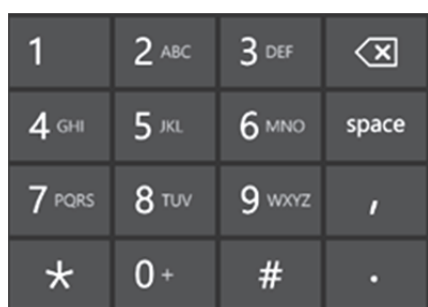 1 2 ABC 3 DEF
4 GHI 5 JKL 6 MNO space
7 PQRS 8 TUV 9 WXYZ ,
* 0 + # .